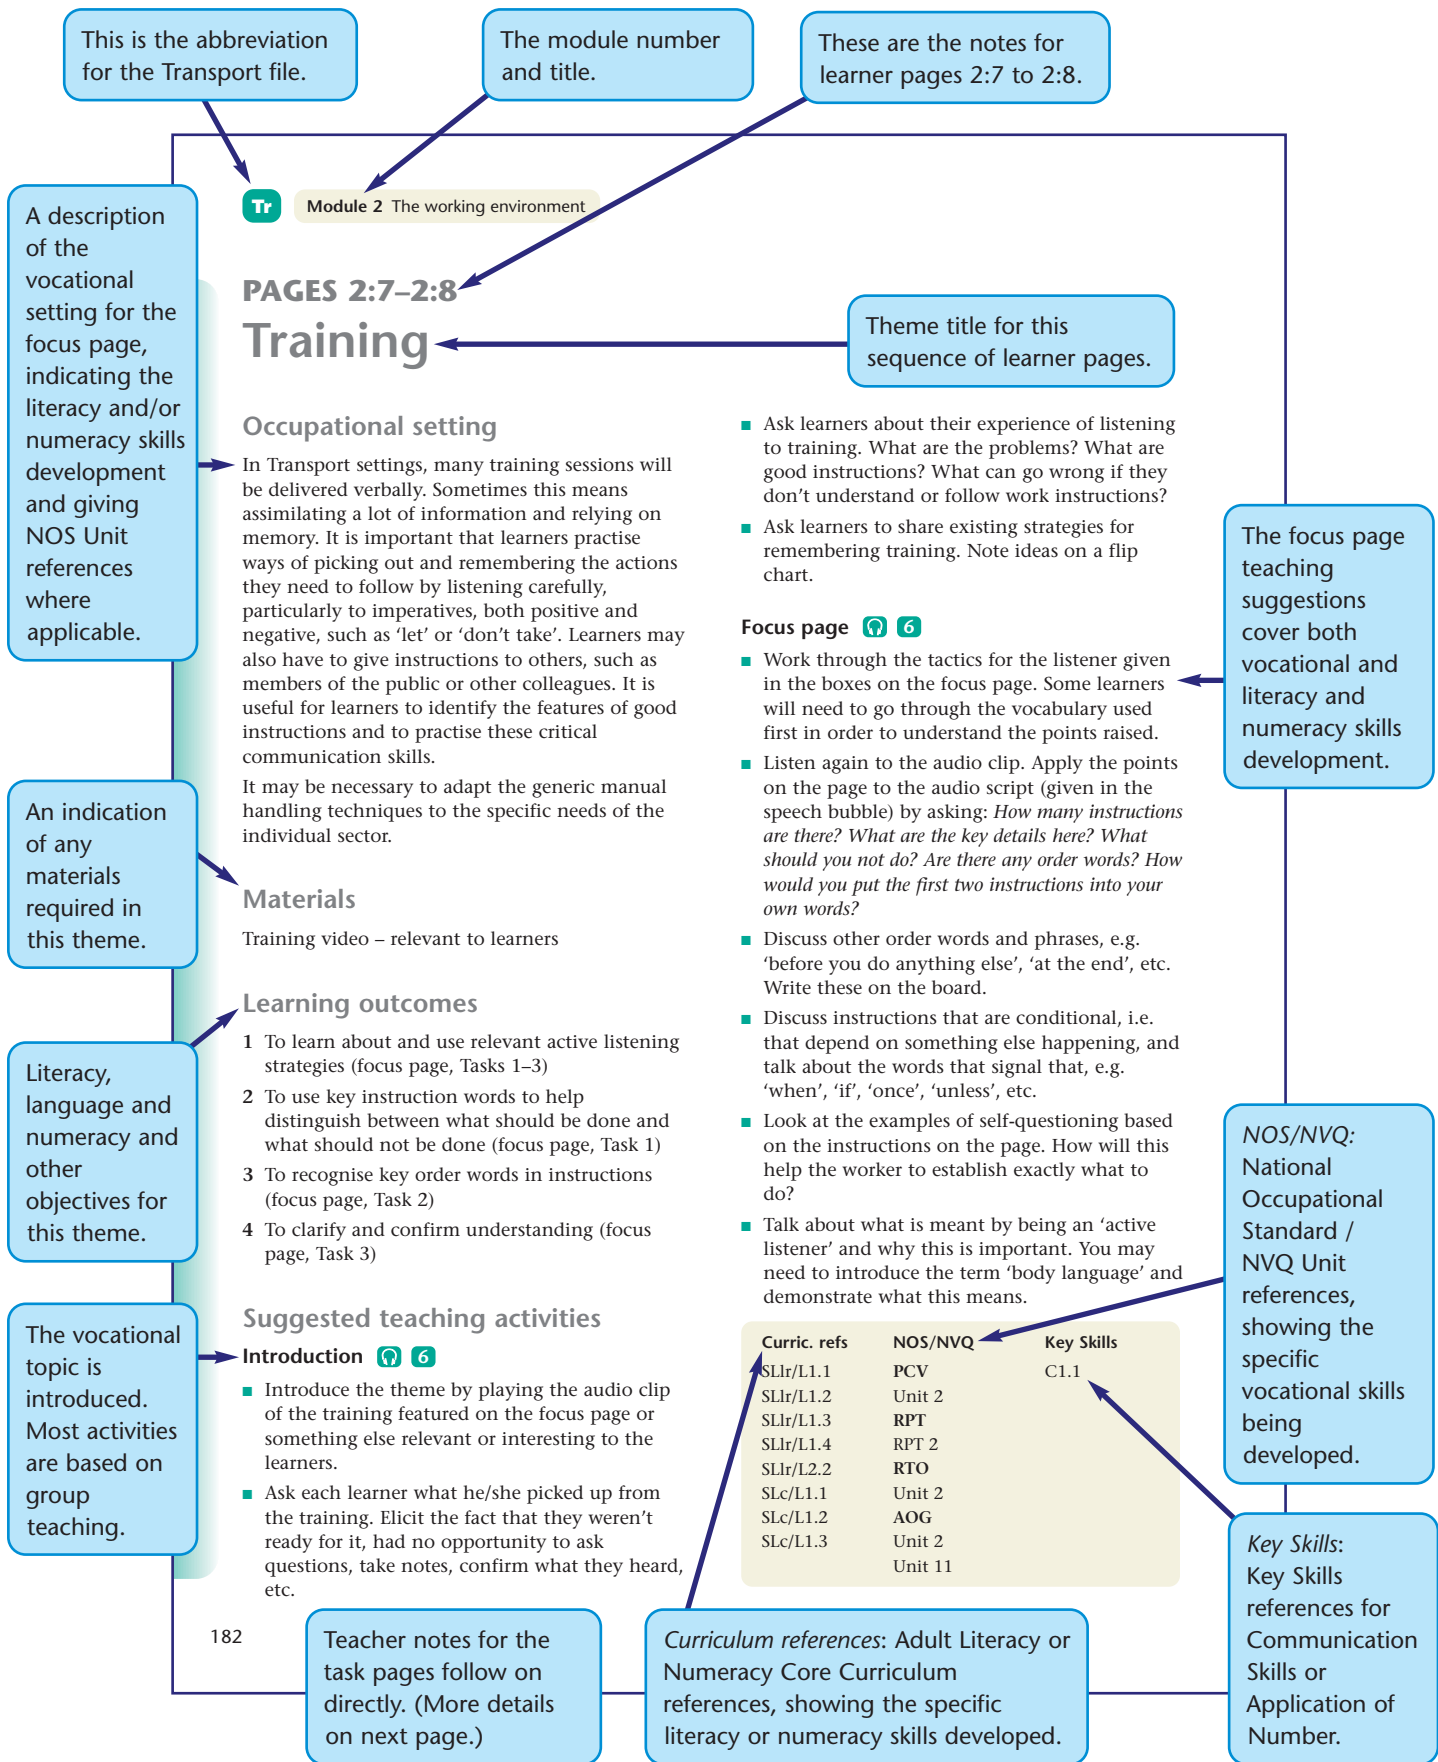 This is the abbreviation
for the Transport file.
The module number
and title.
These are the notes for
learner pages 2:7 to 2:8.
Tr
Module 2 The working environment
A description
of the
vocational
setting for the
focus page,
indicating the
literacy and/or
numeracy skills
development
and giving
NOS Unit
references
where
applicable.
PAGES 2:7–2:8
Training
Theme title for this
sequence of learner pages.
Occupational setting
In Transport settings, many training sessions will
be delivered verbally. Sometimes this means
assimilating a lot of information and relying on
memory. It is important that learners practise
ways of picking out and remembering the actions
they need to follow by listening carefully,
particularly to imperatives, both positive and
negative, such as ‘let’ or ‘don’t take’. Learners may
also have to give instructions to others, such as
members of the public or other colleagues. It is
useful for learners to identify the features of good
instructions and to practise these critical
communication skills.
It may be necessary to adapt the generic manual
handling techniques to the specific needs of the
individual sector.
An indication
of any
materials
required in
this theme.
Materials
Training video – relevant to learners
Literacy,
language and
numeracy and
other
objectives for
this theme.
Learning outcomes
1 To learn about and use relevant active listening
strategies (focus page, Tasks 1–3)
2 To use key instruction words to help
distinguish between what should be done and
what should not be done (focus page, Task 1)
3 To recognise key order words in instructions
(focus page, Task 2)
4 To clarify and confirm understanding (focus
page, Task 3)
The vocational
topic is
introduced.
Most activities
are based on
group
teaching.
Suggested teaching activities
Introduction 6
■ Introduce the theme by playing the audio clip
of the training featured on the focus page or
something else relevant or interesting to the
learners.
■ Ask each learner what he/she picked up from
the training. Elicit the fact that they weren’t
ready for it, had no opportunity to ask
questions, take notes, confirm what they heard,
etc.
■ Ask learners about their experience of listening
to training. What are the problems? What are
good instructions? What can go wrong if they
don’t understand or follow work instructions?
■ Ask learners to share existing strategies for
remembering training. Note ideas on a flip
chart.
Focus page 6
■ Work through the tactics for the listener given
in the boxes on the focus page. Some learners
will need to go through the vocabulary used
first in order to understand the points raised.
■ Listen again to the audio clip. Apply the points
on the page to the audio script (given in the
speech bubble) by asking: How many instructions
are there? What are the key details here? What
should you not do? Are there any order words? How
would you put the first two instructions into your
own words?
■ Discuss other order words and phrases, e.g.
‘before you do anything else’, ‘at the end’, etc.
Write these on the board.
■ Discuss instructions that are conditional, i.e.
that depend on something else happening, and
talk about the words that signal that, e.g.
‘when’, ‘if’, ‘once’, ‘unless’, etc.
■ Look at the examples of self-questioning based
on the instructions on the page. How will this
help the worker to establish exactly what to
do?
■ Talk about what is meant by being an ‘active
listener’ and why this is important. You may
need to introduce the term ‘body language’ and
demonstrate what this means.
The focus page
teaching
suggestions
cover both
vocational and
literacy and
numeracy skills
development.
NOS/NVQ:
National
Occupational
Standard /
NVQ Unit
references,
showing the
specific
vocational skills
being
developed.
Curric. refs NOS/NVQ Key Skills
SLlr/L1.1 PCV C1.1
SLlr/L1.2 Unit 2
SLlr/L1.3 RPT
SLlr/L1.4 RPT 2
SLlr/L2.2 RTO
SLc/L1.1 Unit 2
SLc/L1.2 AOG
SLc/L1.3 Unit 2
Unit 11
Key Skills:
Key Skills
references for
Communication
Skills or
Application of
Number.
182
Teacher notes for the
task pages follow on
directly. (More details
on next page.)
Curriculum references: Adult Literacy or
Numeracy Core Curriculum
references, showing the specific
literacy or numeracy skills developed.